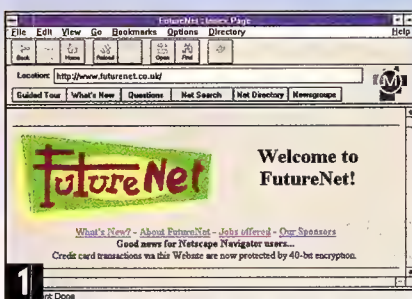 FutureNet : Index Page
File Edit View Go Bookmarks Options Directory Help
Back Home Reload Open Find
Location: http://www.futurenet.co.uk/
Guided Tour What's New Questions Net Search Net Directory Newsgroups
FutureNet
Welcome to
FutureNet!
What's New? - About FutureNet - Jobs offered - Our Sponsors
Good news for Netscape Navigator users...
Credit card transactions via this Website are now protected by 40-bit encryption.
1
Done